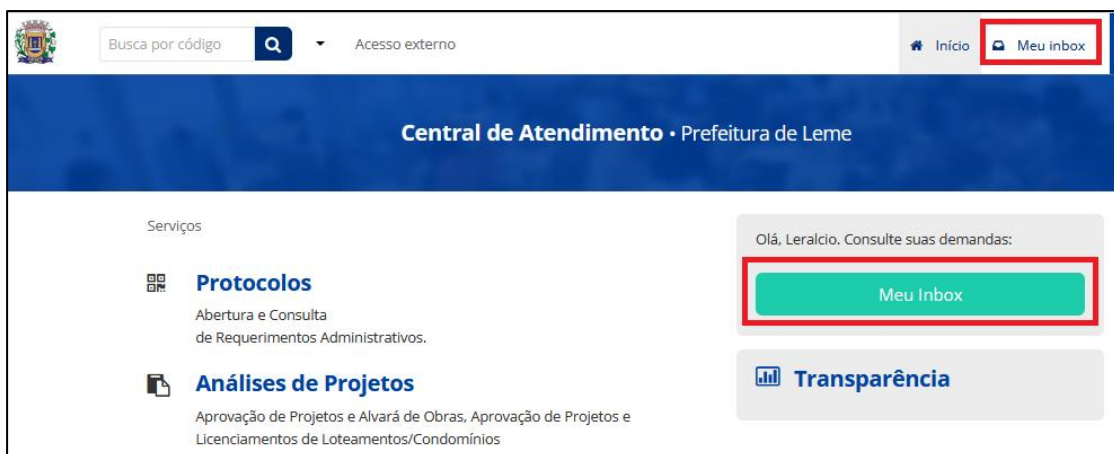 Busca por código
Acesso externo
Início
Meu inbox
Central de Atendimento · Prefeitura de Leme
Serviços
Protocolos
Abertura e Consulta
de Requerimentos Administrativos.
Análises de Projetos
Aprovação de Projetos e Alvará de Obras, Aprovação de Projetos e
Licenciamentos de Loteamentos/Condomínios
Olá, Leralcio. Consulte suas demandas:
Meu Inbox
Transparência